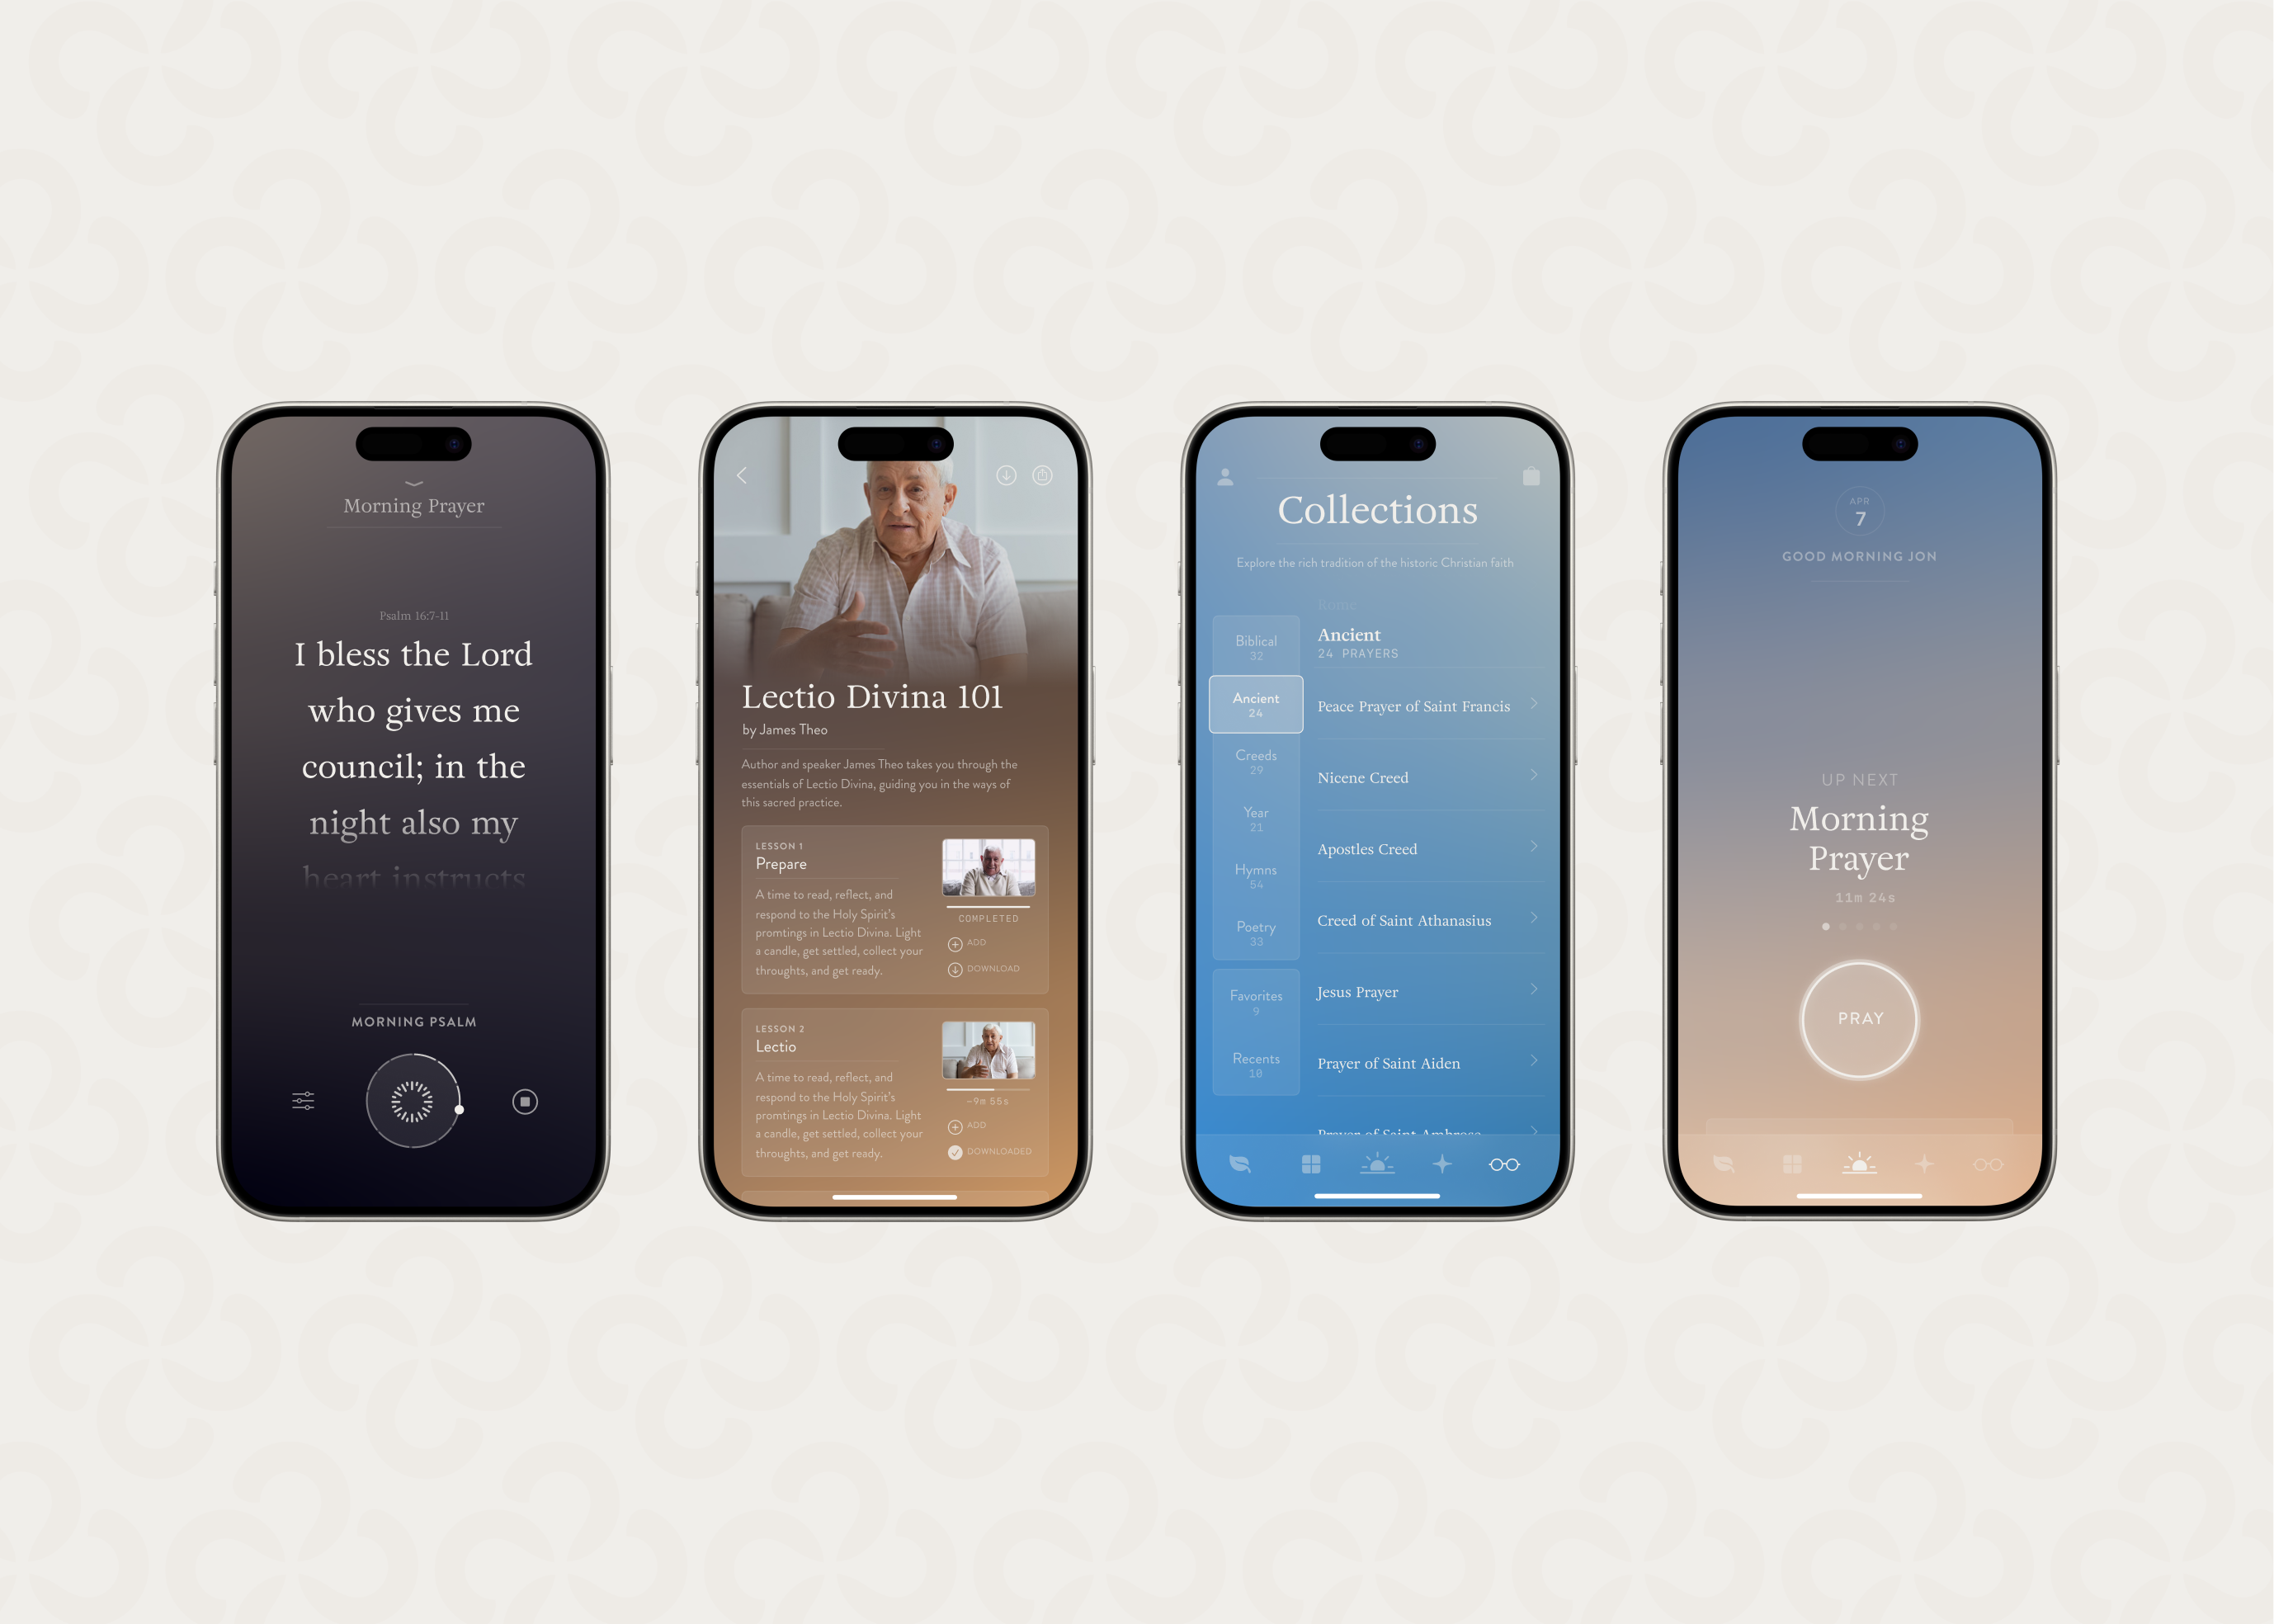 Morning Prayer
Psalm 16:7-11
I bless the Lord
who gives me
council; in the
night also my
heart instructs
MORNING PSALM
Lectio Divina 101
by James Theo
Author and speaker James Theo takes you through the
essentials of Lectio Divina, guiding you in the ways of
this sacred practice.
LESSON 1
Prepare
A time to read, reflect, and
respond to the Holy Spirit's
promtings in Lectio Divina. Light
a candle, get settled, collect your
thoughts, and get ready.
COMPLETED
ADD
DOWNLOAD
LESSON 2
Lectio
A time to read, reflect, and
respond to the Holy Spirit's
promtings in Lectio Divina. Light
a candle, get settled, collect your
thoughts, and get ready.
~9m 55s
ADD
DOWNLOADED
Collections
Explore the rich tradition of the historic Christian faith
Biblical
32
Ancient
24
Creeds
29
Year
21
Hymns
54
Poetry
33
Favorites
9
Recents
10
Rome
Ancient
24 PRAYERS
Peace Prayer of Saint Francis
Nicene Creed
Apostles Creed
Creed of Saint Athanasius
Jesus Prayer
Prayer of Saint Aiden
Prayer of Saint Ambrose
APR
7
GOOD MORNING JON
UP NEXT
Morning
Prayer
11m 24s
PRAY